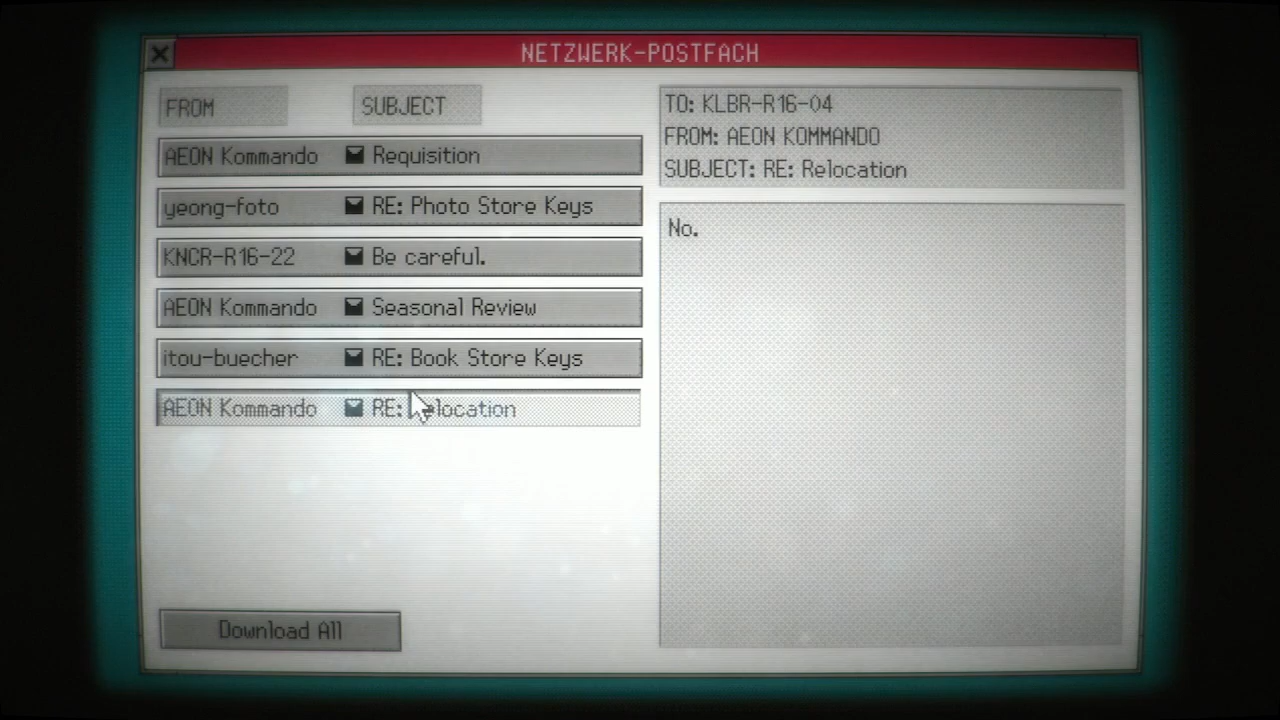 NETZWERK-POSTFACH
FROM SUBJECT
AEON Kommando Requisition
yeong-foto RE: Photo Store Keys
KNCR-R16-22 Be careful.
AEON Kommando Seasonal Review
itou-buecher RE: Book Store Keys
AEON Kommando RE: Relocation
Download All
TO: KLBR-R16-04
FROM: AEON KOMMANDO
SUBJECT: RE: Relocation
No.